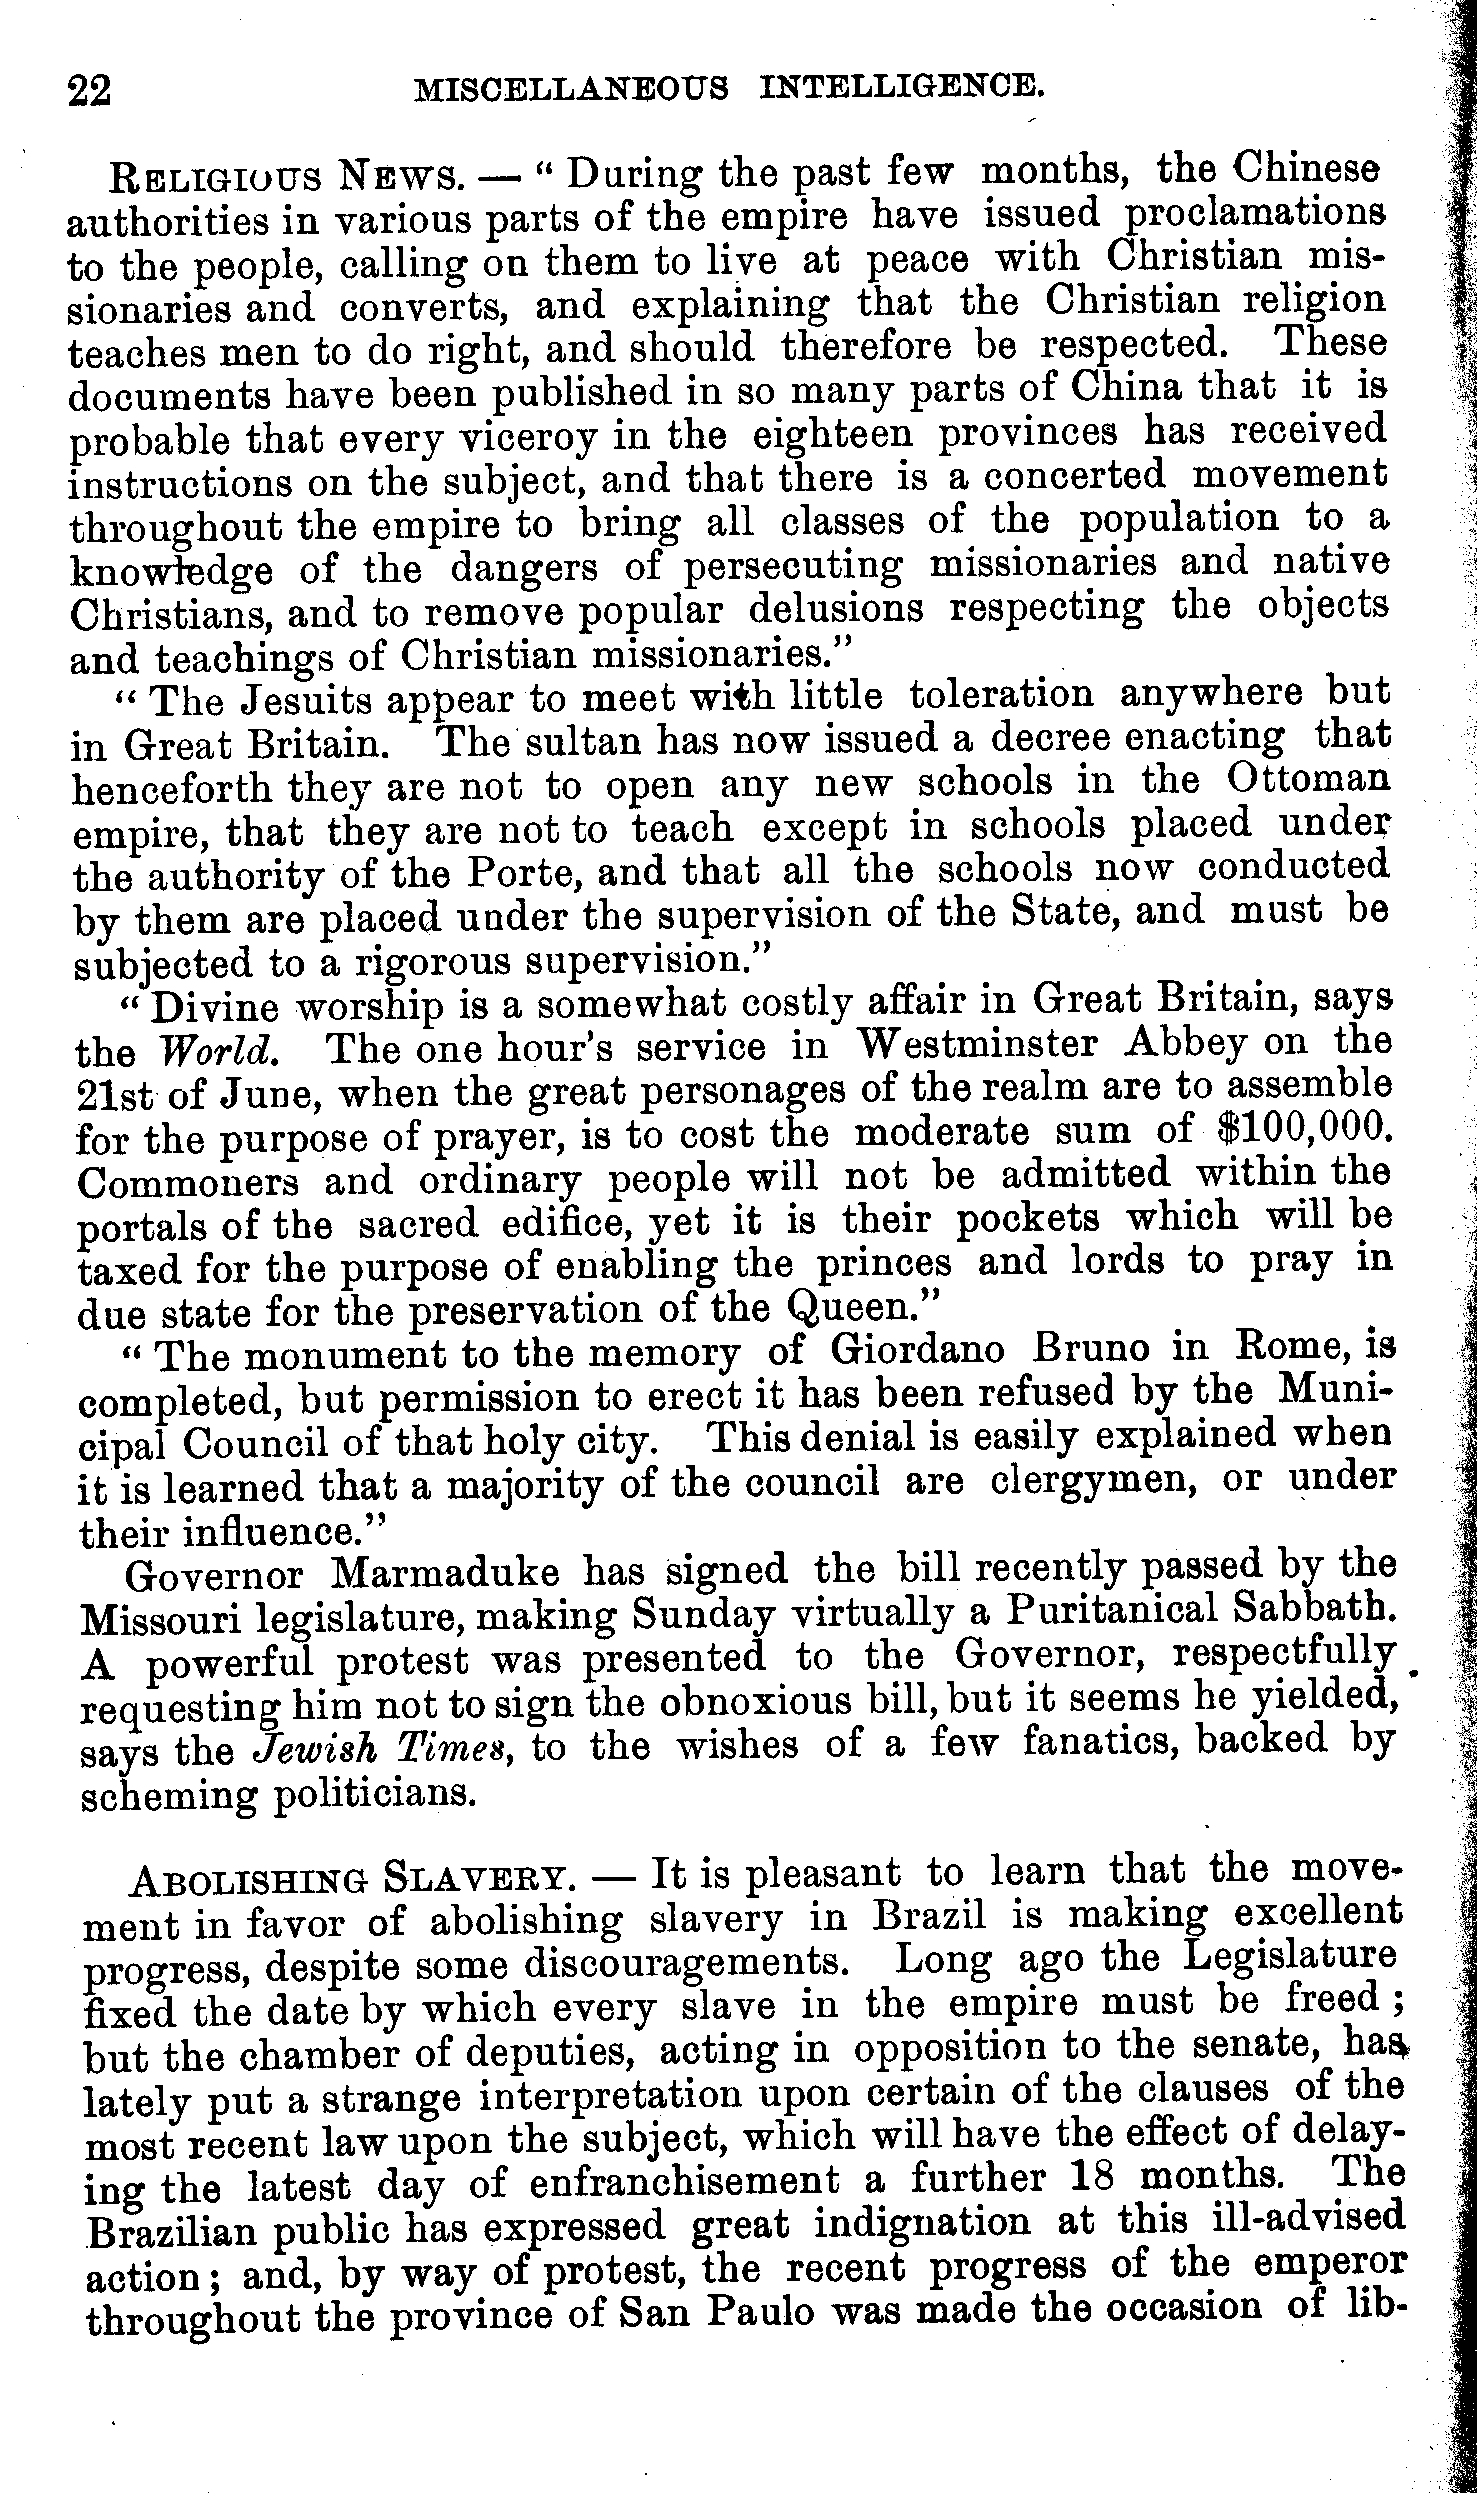 22 MISCELLANEOUS INTELLIGENCE.
RELIGIOUS NEWS. — “ During the past few months, the Chinese
authorities in various parts of the empire have issued proclamations
to the people, calling on them to live at peace with Christian mis-
sionaries and converts, and explaining that the Christian religion
teaches men to do right, and should therefore be respected. These
documents have been published in so many parts of China that it is
probable that every viceroy in the eighteen provinces has received
instructions on the subject, and that there is a concerted movement
throughout the empire to bring all classes of the population to a
knowledge of the dangers of persecuting missionaries and native
Christians, and to remove popular delusions respecting the objects
and teachings of Christian missionaries.”
“ The Jesuits appear to meet with little toleration anywhere but
in Great Britain. The sultan has now issued a decree enacting that
henceforth they are not to open any new schools in the Ottoman
empire, that they are not to teach except in schools placed under
the authority of the Porte, and that all the schools now conducted
by them are placed under the supervision of the State, and must be
subjected to a rigorous supervision.”
“ Divine worship is a somewhat costly affair in Great Britain, says
the World. The one hour's service in Westminster Abbey on the
21st of June, when the great personages of the realm are to assemble
for the purpose of prayer, is to cost the moderate sum of $100,000.
Commoners and ordinary people will not be admitted within the
portals of the sacred edifice, yet it is their pockets which will be
taxed for the purpose of enabling the princes and lords to pray in
due state for the preservation of the Queen.”
“ The monument to the memory of Giordano Bruno in Rome, is
completed, but permission to erect it has been refused by the Muni-
cipal Council of that holy city. This denial is easily explained when
it is learned that a majority of the council are clergymen, or under
their influence.”
Governor Marmaduke has signed the bill recently passed by the
Missouri legislature, making Sunday virtually a Puritanical Sabbath.
A powerful protest was presented to the Governor, respectfully
requesting him not to sign the obnoxious bill, but it seems he yielded,
says the Jewish Times, to the wishes of a few fanatics, backed by
scheming politicians.
ABOLISHING SLAVERY. — It is pleasant to learn that the move-
ment in favor of abolishing slavery in Brazil is making excellent
progress, despite some discouragements. Long ago the Legislature
fixed the date by which every slave in the empire must be freed ;
but the chamber of deputies, acting in opposition to the senate, has
lately put a strange interpretation upon certain of the clauses of the
most recent law upon the subject, which will have the effect of delay-
ing the latest day of enfranchisement a further 18 months. The
Brazilian public has expressed great indignation at this ill-advised
action ; and, by way of protest, the recent progress of the emperor
throughout the province of San Paulo was made the occasion of lib-